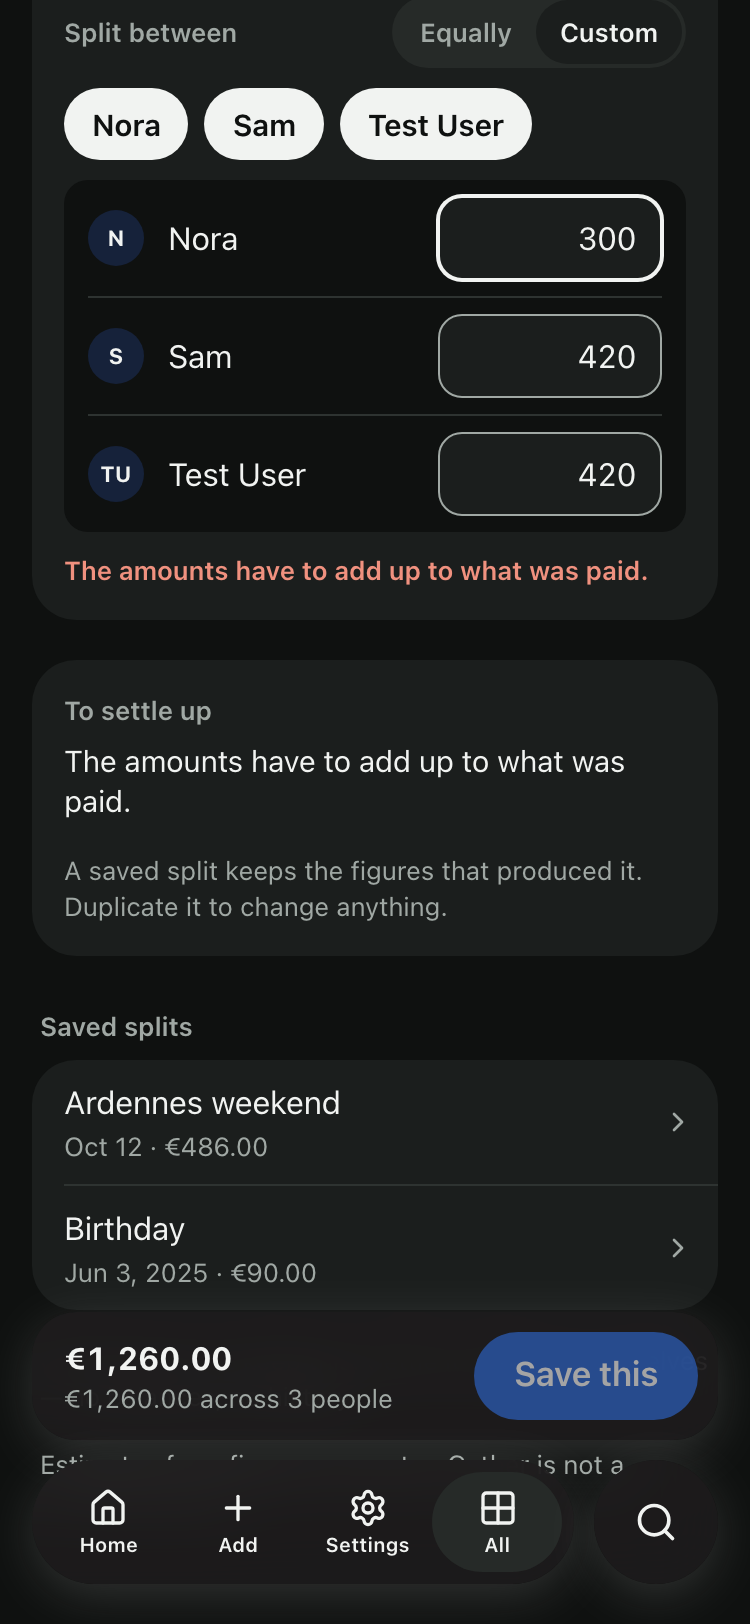 Split between
Equally
Custom
Nora
Sam
Test User
N
Nora
300
S
Sam
420
TU
Test User
420
The amounts have to add up to what was paid.
To settle up
The amounts have to add up to what was
paid.
A saved split keeps the figures that produced it.
Duplicate it to change anything.
Saved splits
Ardennes weekend
Oct 12 · €486.00
Birthday
Jun 3, 2025 · €90.00
€1,260.00
€1,260.00 across 3 people
Save this
is not a
Home
Add
Settings
All